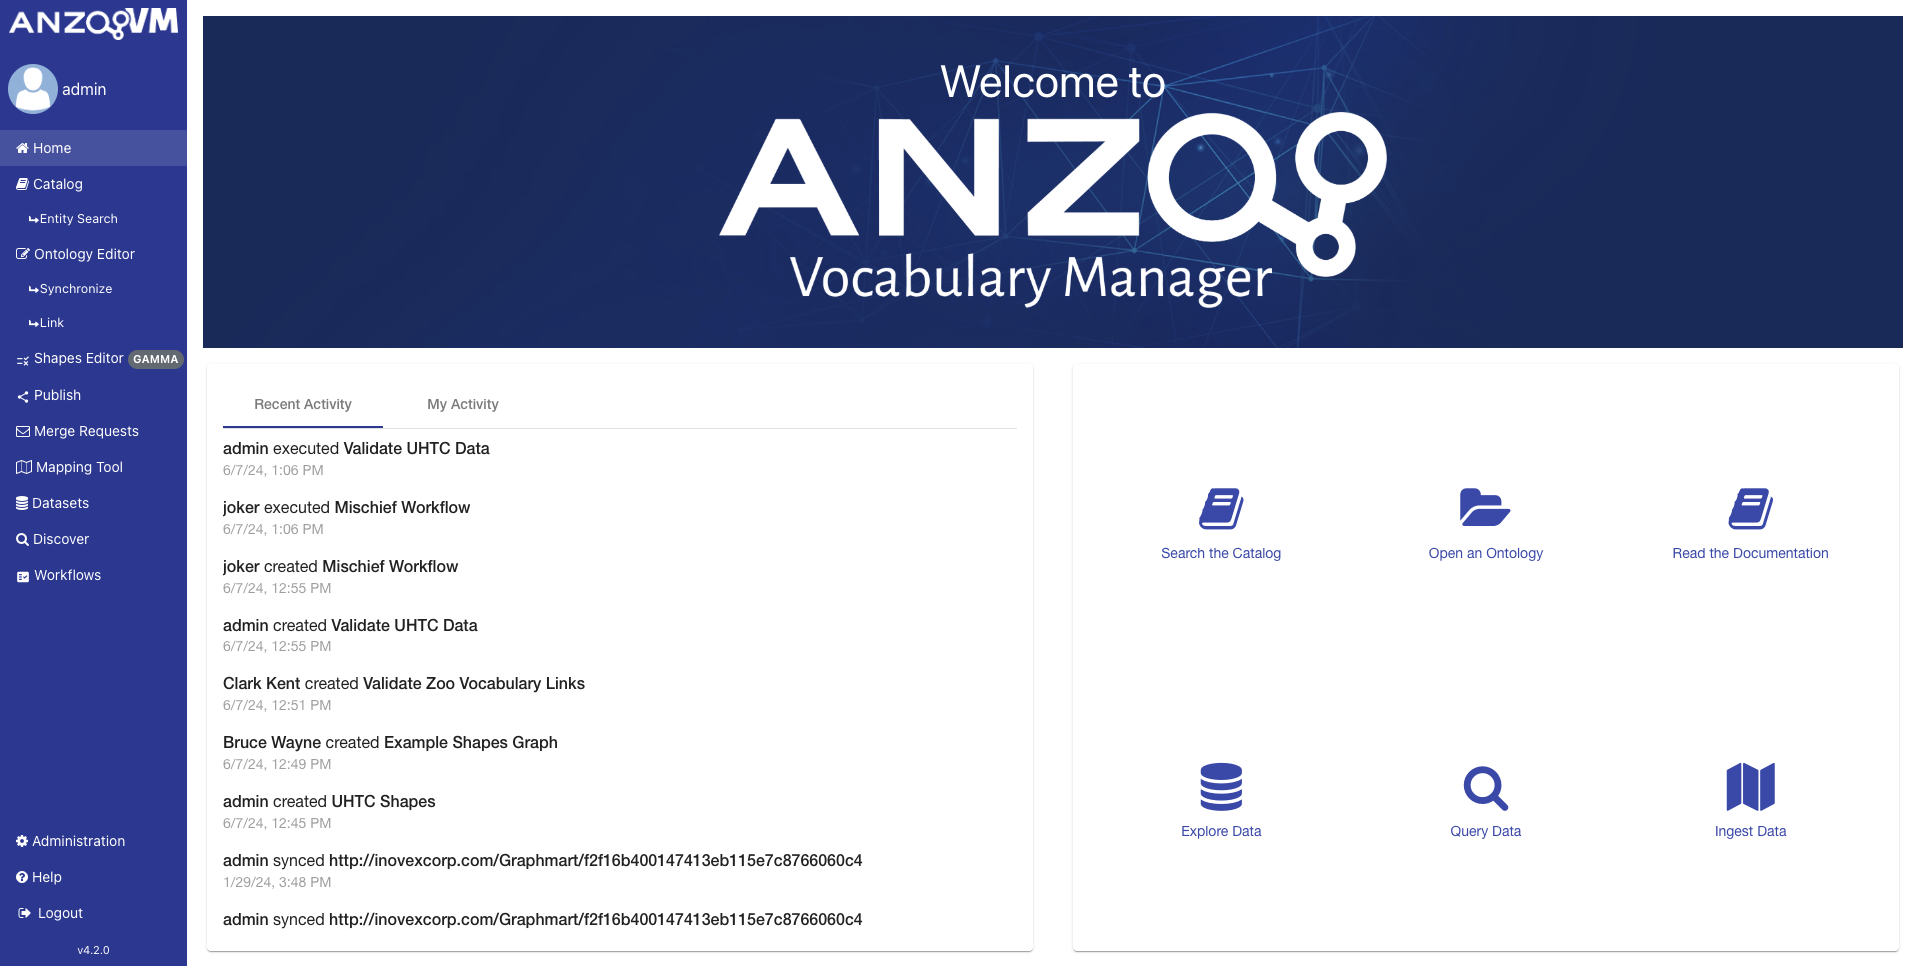 ANZOVM
admin
Home
Catalog
Entity Search
Ontology Editor
Synchronize
Link
Shapes Editor GAMMA
Publish
Merge Requests
Mapping Tool
Datasets
Discover
Workflows
Administration
Help
Logout
v4.2.0
Welcome to
ANZO
Vocabulary Manager
Recent Activity My Activity
admin executed Validate UHTC Data
6/7/24, 1:06 PM
joker executed Mischief Workflow
6/7/24, 1:06 PM
joker created Mischief Workflow
6/7/24, 12:55 PM
admin created Validate UHTC Data
6/7/24, 12:55 PM
Clark Kent created Validate Zoo Vocabulary Links
6/7/24, 12:51 PM
Bruce Wayne created Example Shapes Graph
6/7/24, 12:49 PM
admin created UHTC Shapes
6/7/24, 12:45 PM
admin synced http://inovexcorp.com/Graphmart/f2f16b400147413eb115e7c8766060c4
1/29/24, 3:48 PM
admin synced http://inovexcorp.com/Graphmart/f2f16b400147413eb115e7c8766060c4
Search the Catalog Open an Ontology Read the Documentation
Explore Data Query Data Ingest Data